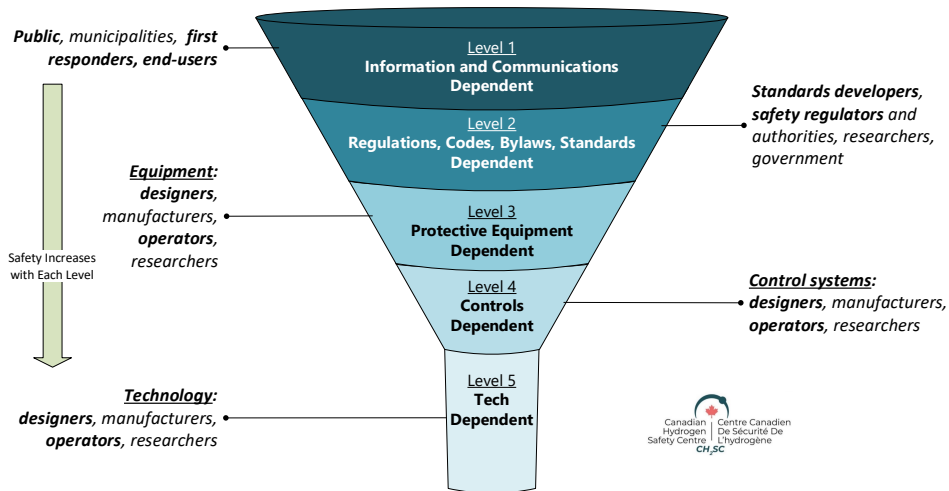 Public, municipalities, first
responders, end-users
Level 1
Information and Communications
Dependent
Standards developers,
safety regulators and
authorities, researchers,
government
Level 2
Regulations, Codes, Bylaws, Standards
Dependent
Equipment:
designers,
manufacturers,
operators,
researchers
Level 3
Protective Equipment
Dependent
Safety Increases
with Each Level
Level 4
Controls
Dependent
Control systems:
designers, manufacturers,
operators, researchers
Technology:
designers, manufacturers,
operators, researchers
Level 5
Tech
Dependent
Canadian
Hydrogen
Safety Centre
Centre Canadien
De Sécurité De
L'hydrogène
CH₂SC